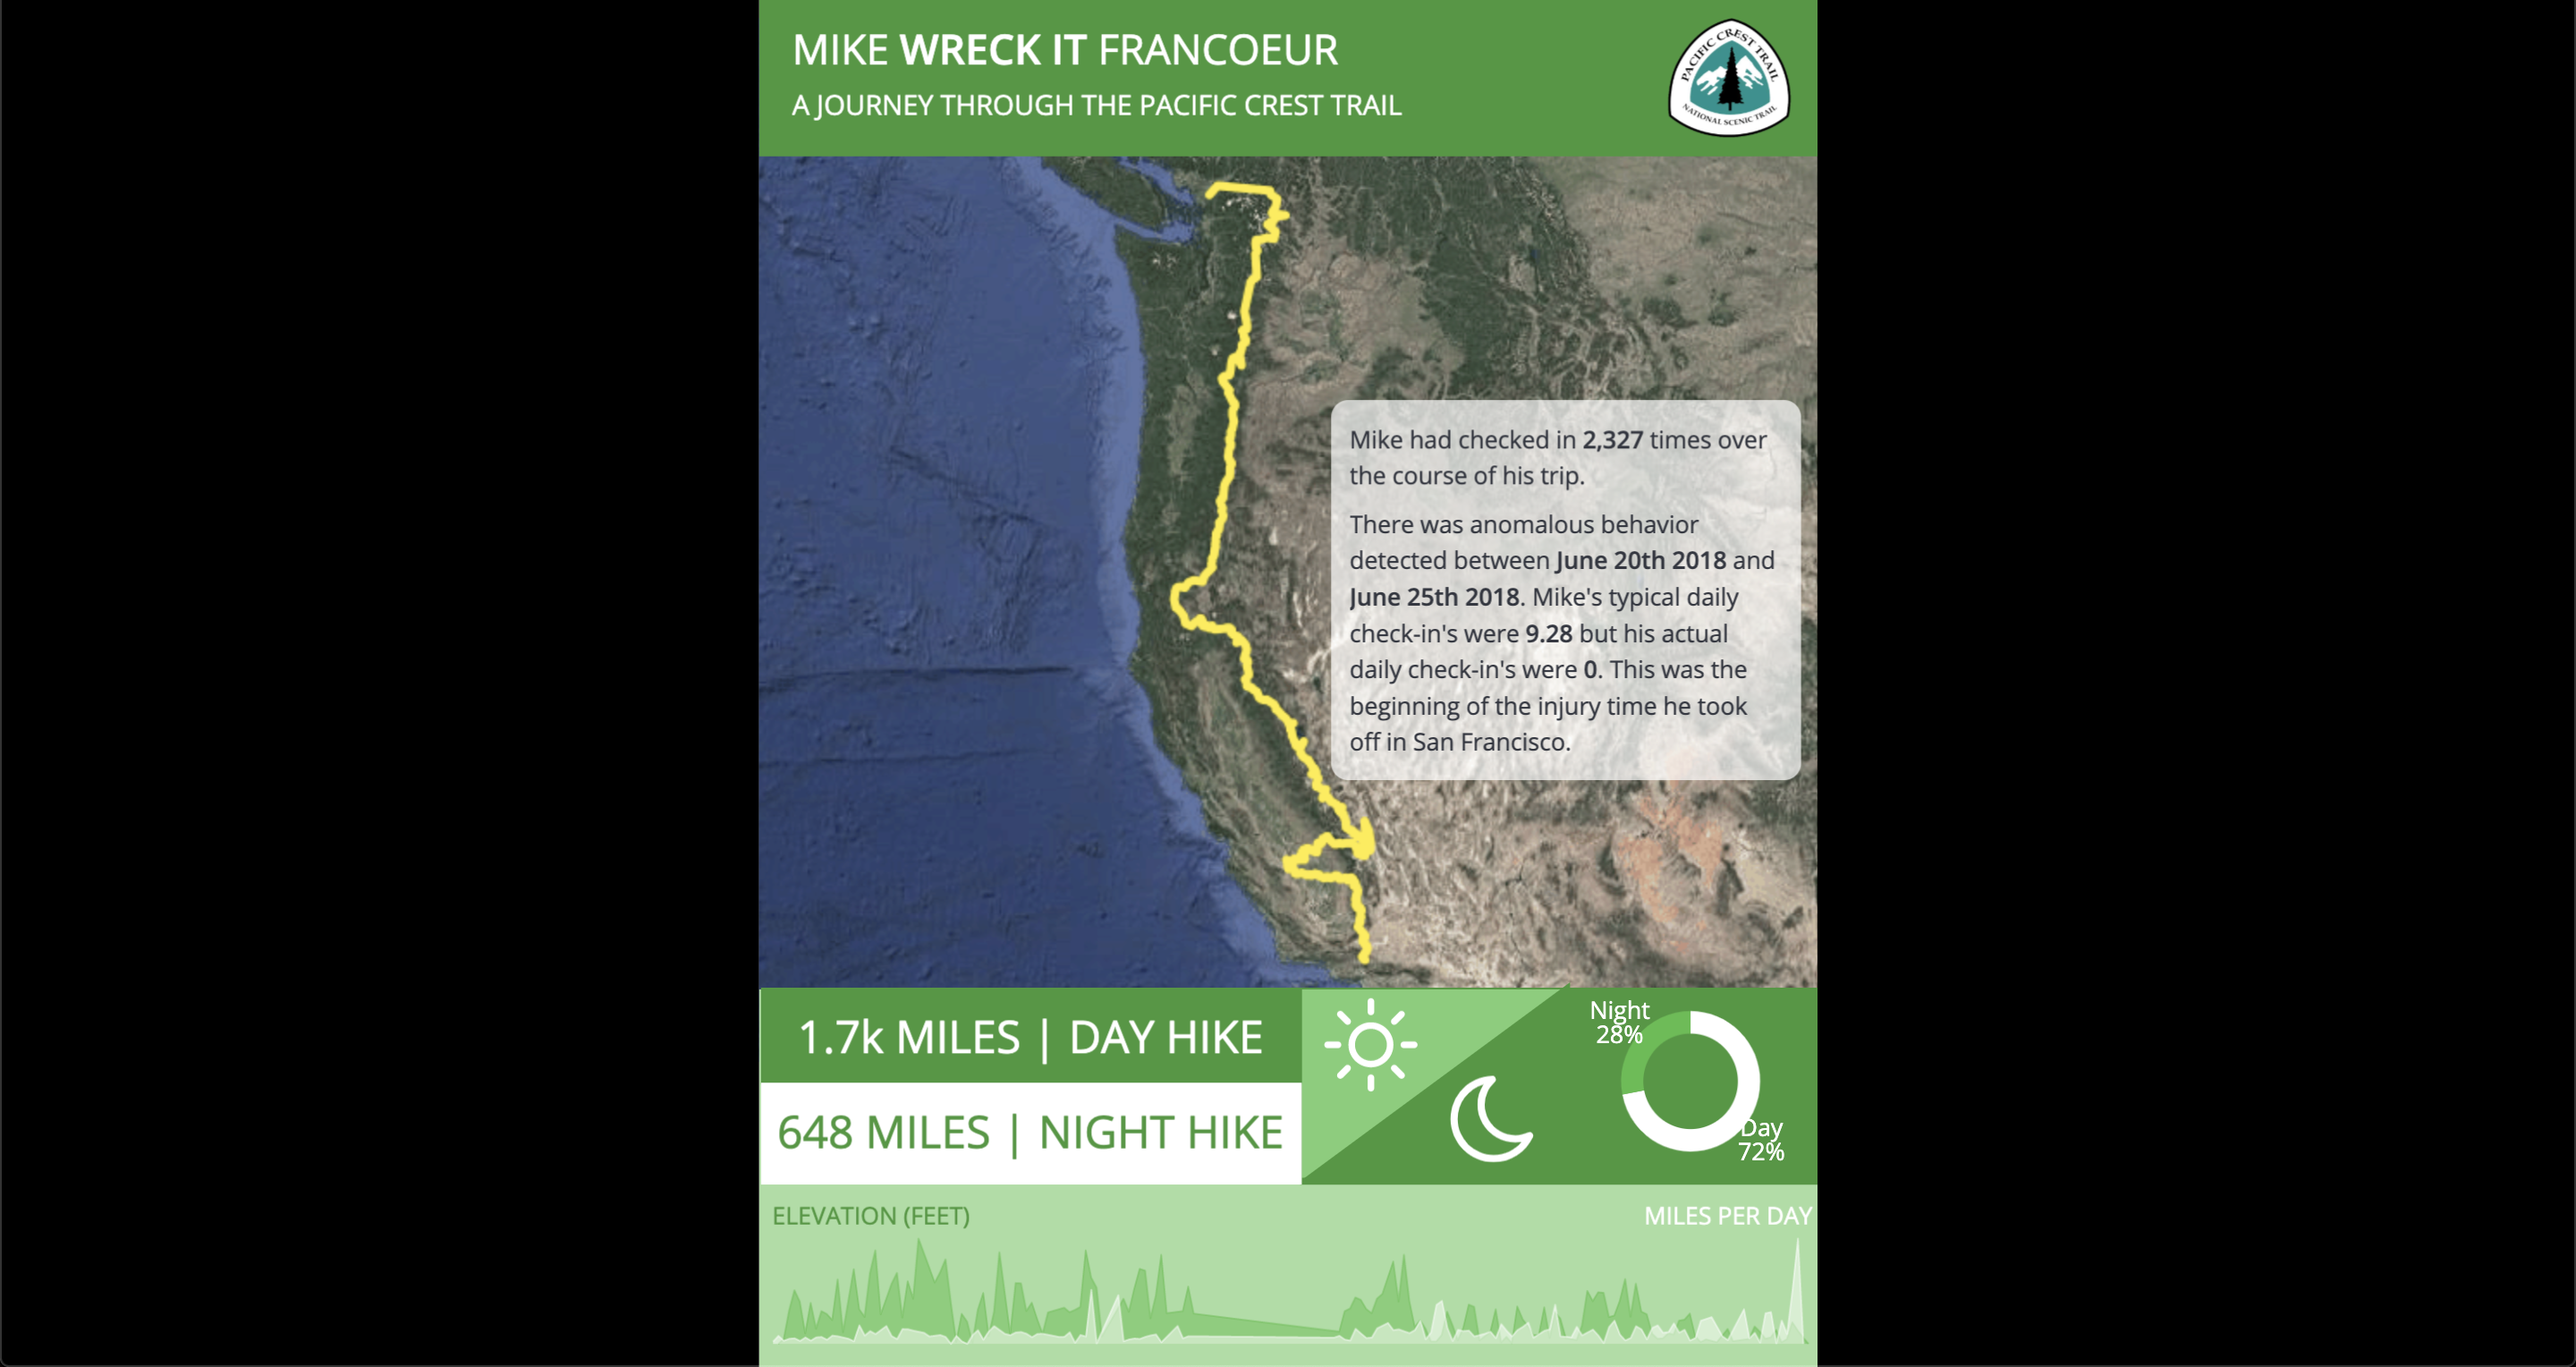 MIKE WRECK IT FRANCOEUR
A JOURNEY THROUGH THE PACIFIC CREST TRAIL
PACIFIC CREST TRAIL
NATIONAL SCENIC TRAIL
Mike had checked in 2,327 times over
the course of his trip.
There was anomalous behavior
detected between June 20th 2018 and
June 25th 2018. Mike's typical daily
check-in's were 9.28 but his actual
daily check-in's were 0. This was the
beginning of the injury time he took
off in San Francisco.
1.7k MILES | DAY HIKE
648 MILES | NIGHT HIKE
Night
28%
Day
72%
ELEVATION (FEET)
MILES PER DAY